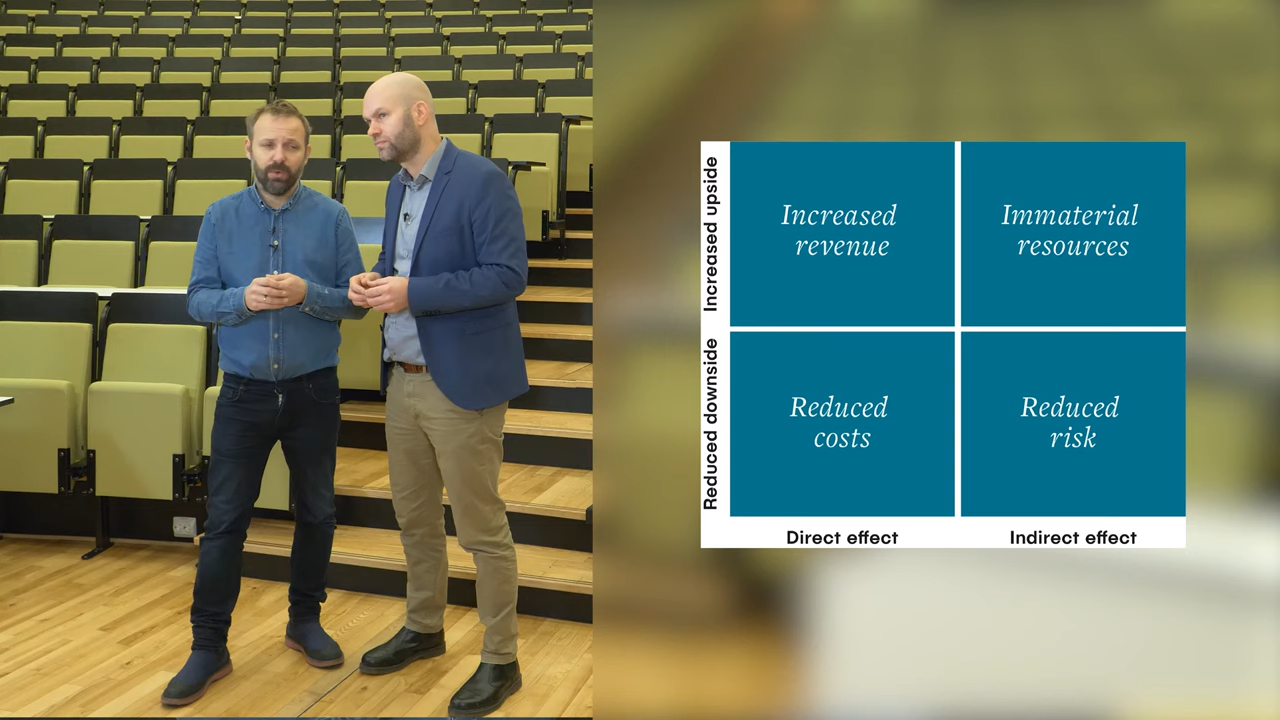 Increased upside
Increased
revenue
Immaterial
resources
Reduced downside
Reduced
costs
Reduced
risk
Direct effect
Indirect effect